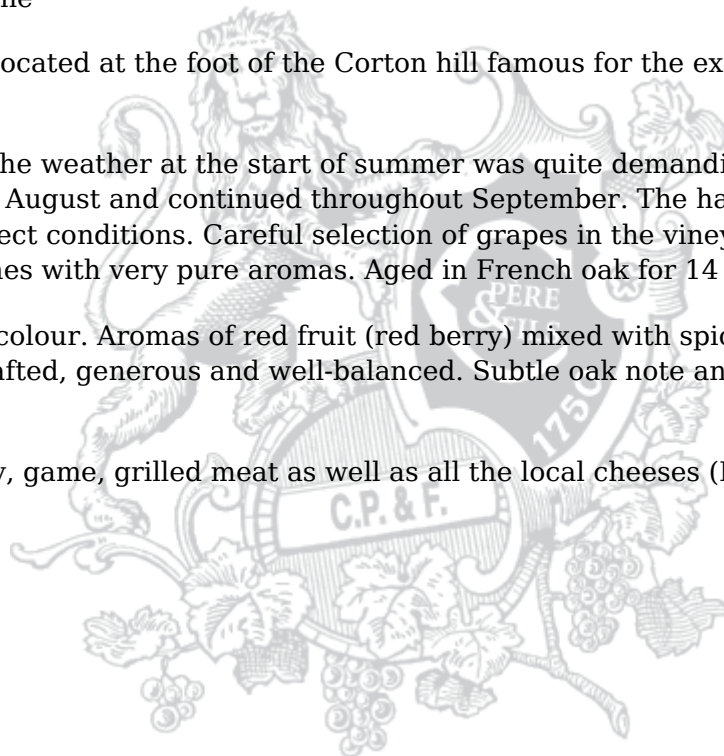 ocated at the foot of the Corton hill famous for the ex
he weather at the start of summer was quite demandi
August and continued throughout September. The ha
ect conditions. Careful selection of grapes in the viney
nes with very pure aromas. Aged in French oak for 14
PÈRE
& FILS
colour. Aromas of red fruit (red berry) mixed with spic
afted, generous and well-balanced. Subtle oak note an
1750
y, game, grilled meat as well as all the local cheeses (
C.P. & F.